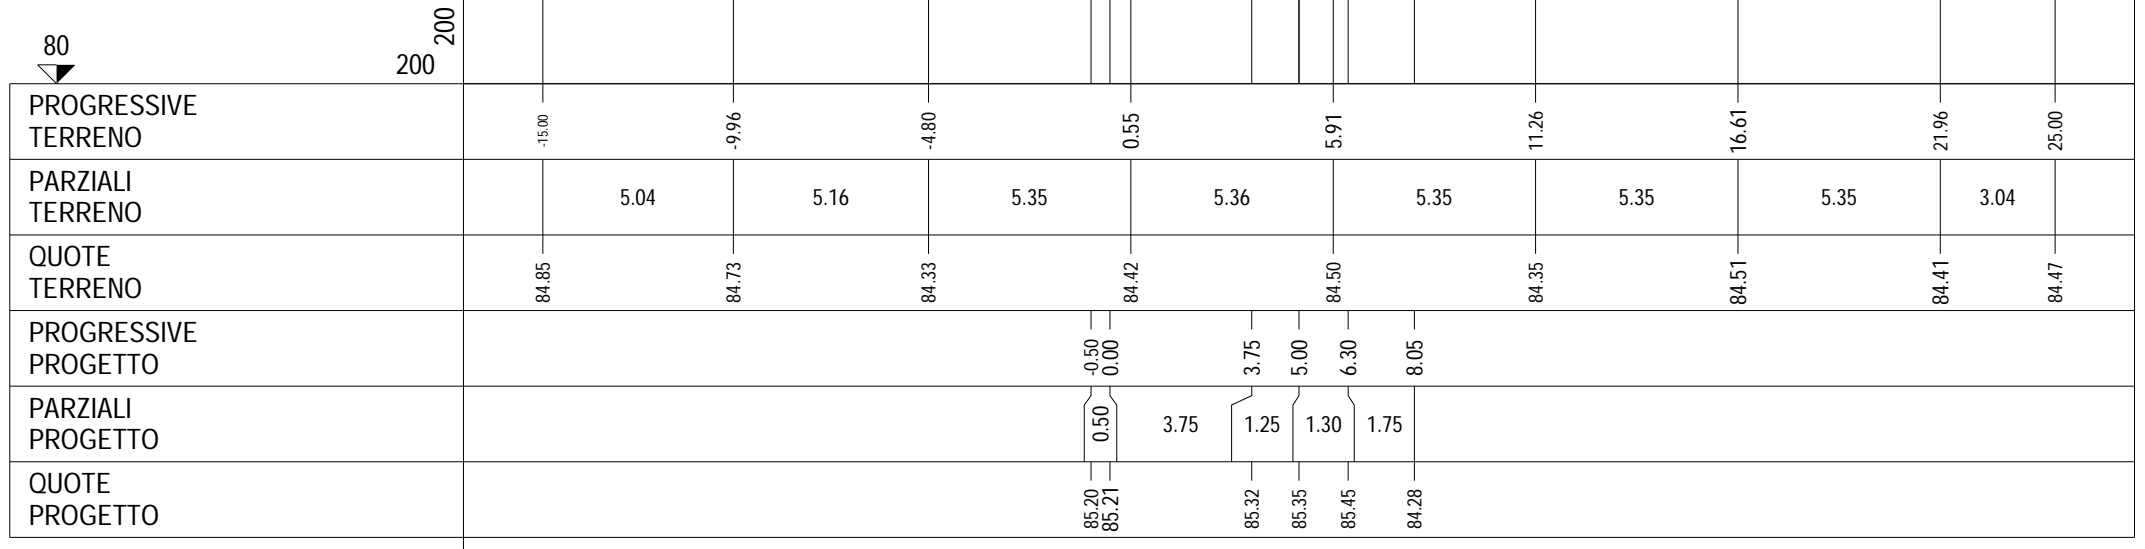 80
200
200
PROGRESSIVE
TERRENO
-15.00 -9.96 -4.80 0.55 5.91 11.26 16.61 21.96 25.00
PARZIALI
TERRENO
5.04 5.16 5.35 5.36 5.35 5.35 5.35 3.04
QUOTE
TERRENO
84.85 84.73 84.33 84.42 84.50 84.35 84.51 84.41 84.47
PROGRESSIVE
PROGETTO
-0.50 0.00 3.75 5.00 6.30 8.05
PARZIALI
PROGETTO
0.50 3.75 1.25 1.30 1.75
QUOTE
PROGETTO
85.20 85.21 85.32 85.35 85.45 84.28